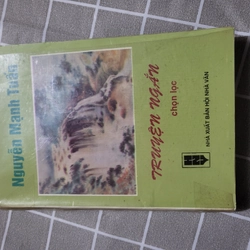 Nguyễn Mạnh Tuấn
TRUYỆN NGẮN
chọn lọc
NHÀ XUẤT BẢN HỘI NHÀ VĂN